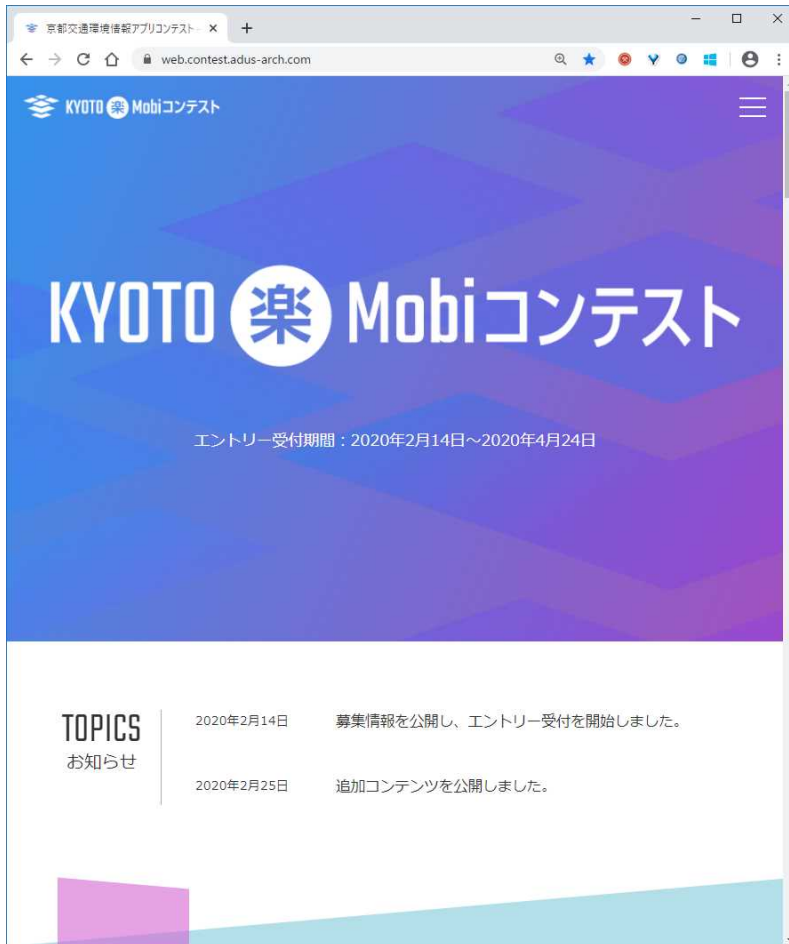 京都交通環境情報アプリコンテスト
web.contest.adus-arch.com
KYOTO 楽 Mobiコンテスト
KYOTO 楽 Mobiコンテスト
エントリー受付期間：2020年2月14日～2020年4月24日
TOPICS
お知らせ
2020年2月14日 募集情報を公開し、エントリー受付を開始しました。
2020年2月25日 追加コンテンツを公開しました。